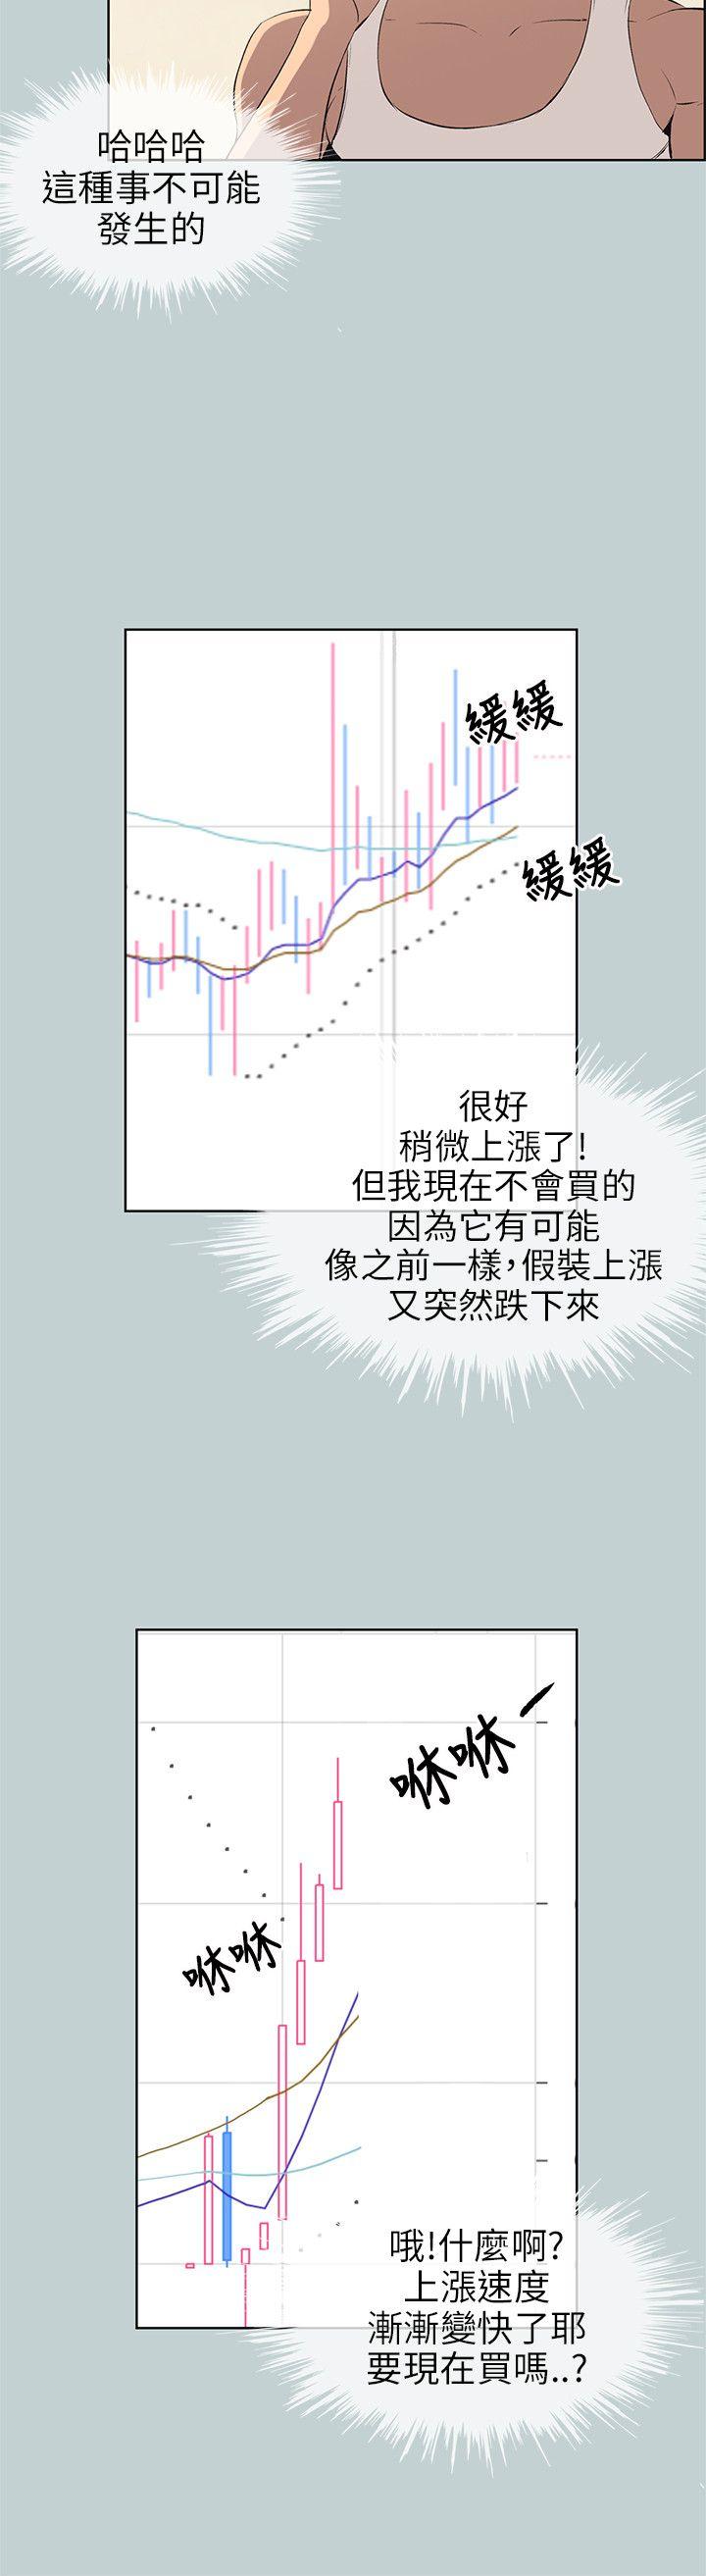 哈哈哈
這種事不可能
發生的
緩緩
緩緩
很好
稍微上漲了!
但我現在不會買的
因為它有可能
像之前一樣,假裝上漲
又突然跌下來
咻咻ー
咻咻
哦!什麼啊?
上漲速度
漸漸變快了耶
要現在買嗎..?